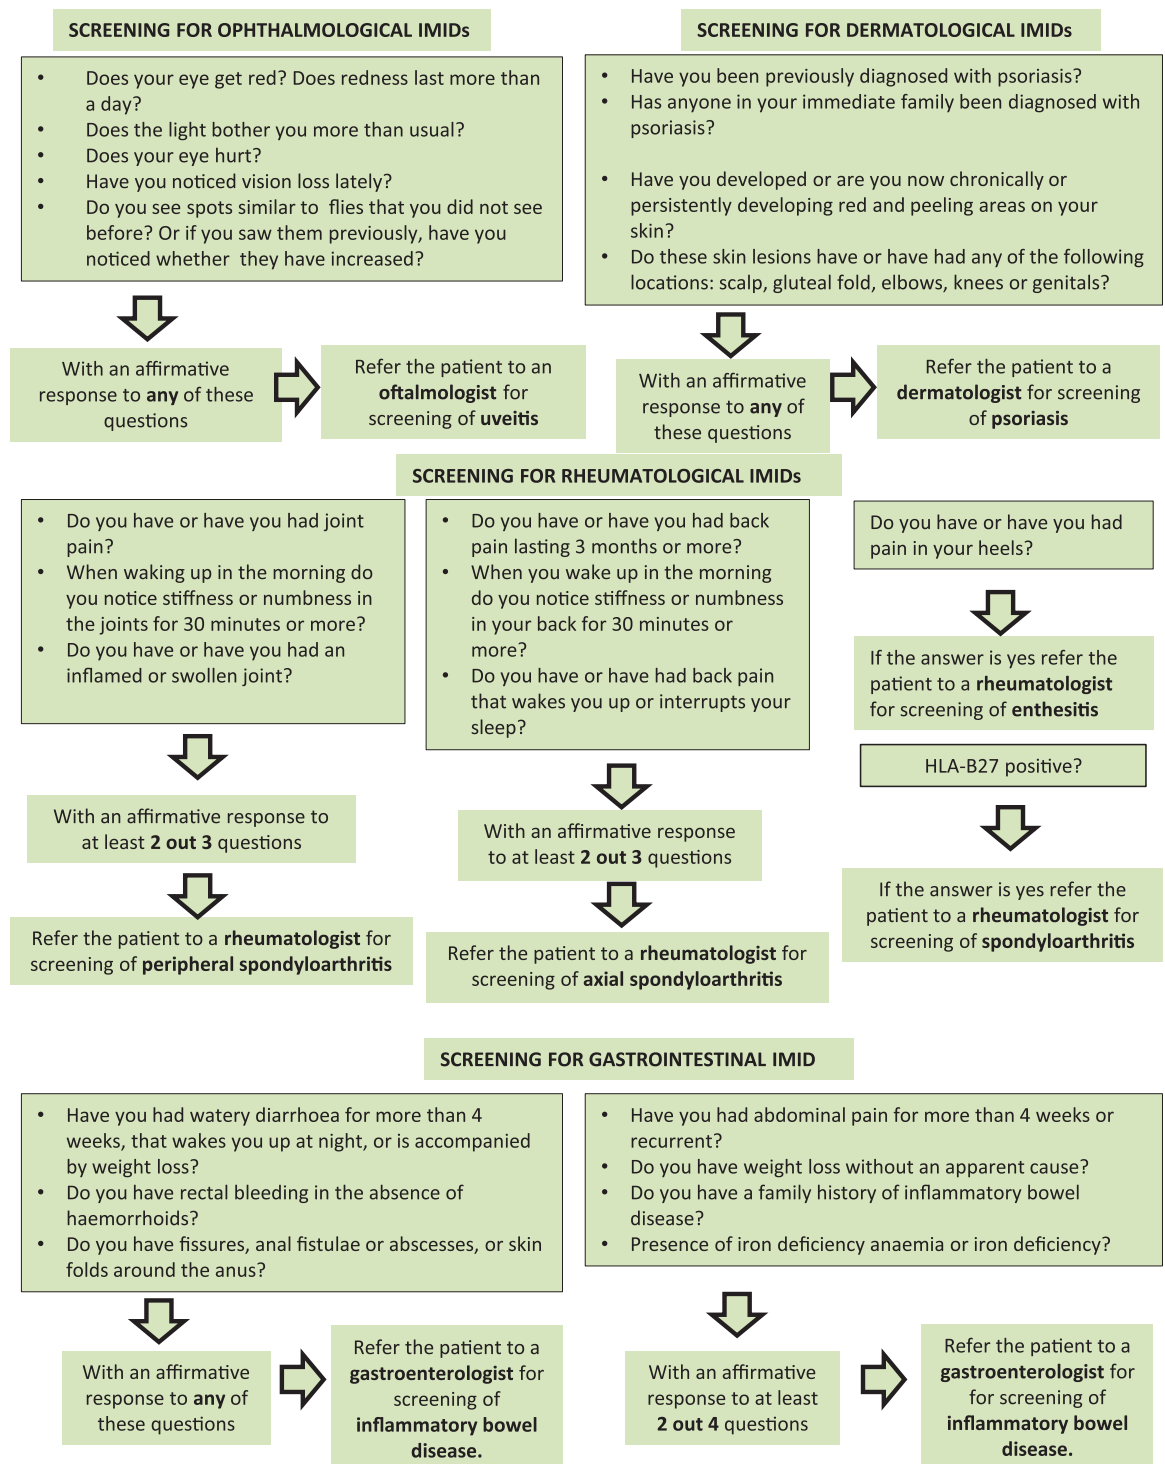 SCREENING FOR OPHTHALMOLOGICAL IMIDs
• Does your eye get red? Does redness last more than
a day?
• Does the light bother you more than usual?
• Does your eye hurt?
• Have you noticed vision loss lately?
• Do you see spots similar to flies that you did not see
before? Or if you saw them previously, have you
noticed whether they have increased?
With an affirmative
response to any of these
questions
Refer the patient to an
oftalmologist for
screening of uveitis
SCREENING FOR DERMATOLOGICAL IMIDs
• Have you been previously diagnosed with psoriasis?
• Has anyone in your immediate family been diagnosed with
psoriasis?
• Have you developed or are you now chronically or
persistently developing red and peeling areas on your
skin?
• Do these skin lesions have or have had any of the following
locations: scalp, gluteal fold, elbows, knees or genitals?
With an affirmative
response to any of
these questions
Refer the patient to a
dermatologist for screening
of psoriasis
SCREENING FOR RHEUMATOLOGICAL IMIDs
• Do you have or have you had joint
pain?
• When waking up in the morning do
you notice stiffness or numbness in
the joints for 30 minutes or more?
• Do you have or have you had an
inflamed or swollen joint?
With an affirmative response to
at least 2 out 3 questions
Refer the patient to a rheumatologist for
screening of peripheral spondyloarthritis
• Do you have or have you had back
pain lasting 3 months or more?
• When you wake up in the morning
do you notice stiffness or numbness
in your back for 30 minutes or
more?
• Do you have or have had back pain
that wakes you up or interrupts your
sleep?
With an affirmative response
to at least 2 out 3 questions
Refer the patient to a rheumatologist for
screening of axial spondyloarthritis
Do you have or have you had
pain in your heels?
If the answer is yes refer the
patient to a rheumatologist
for screening of enthesitis
HLA-B27 positive?
If the answer is yes refer the
patient to a rheumatologist for
screening of spondyloarthritis
SCREENING FOR GASTROINTESTINAL IMID
• Have you had watery diarrhoea for more than 4
weeks, that wakes you up at night, or is accompanied
by weight loss?
• Do you have rectal bleeding in the absence of
haemorrhoids?
• Do you have fissures, anal fistulae or abscesses, or skin
folds around the anus?
With an affirmative
response to any of
these questions
Refer the patient to a
gastroenterologist for
screening of
inflammatory bowel
disease.
• Have you had abdominal pain for more than 4 weeks or
recurrent?
• Do you have weight loss without an apparent cause?
• Do you have a family history of inflammatory bowel
disease?
• Presence of iron deficiency anaemia or iron deficiency?
With an affirmative
response to at least
2 out 4 questions
Refer the patient to a
gastroenterologist for
for screening of
inflammatory bowel
disease.